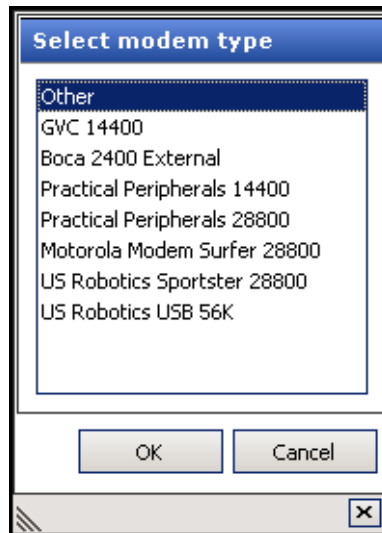 Select modem type
Other
GVC 14400
Boca 2400 External
Practical Peripherals 14400
Practical Peripherals 28800
Motorola Modem Surfer 28800
US Robotics Sportster 28800
US Robotics USB 56K
OK Cancel